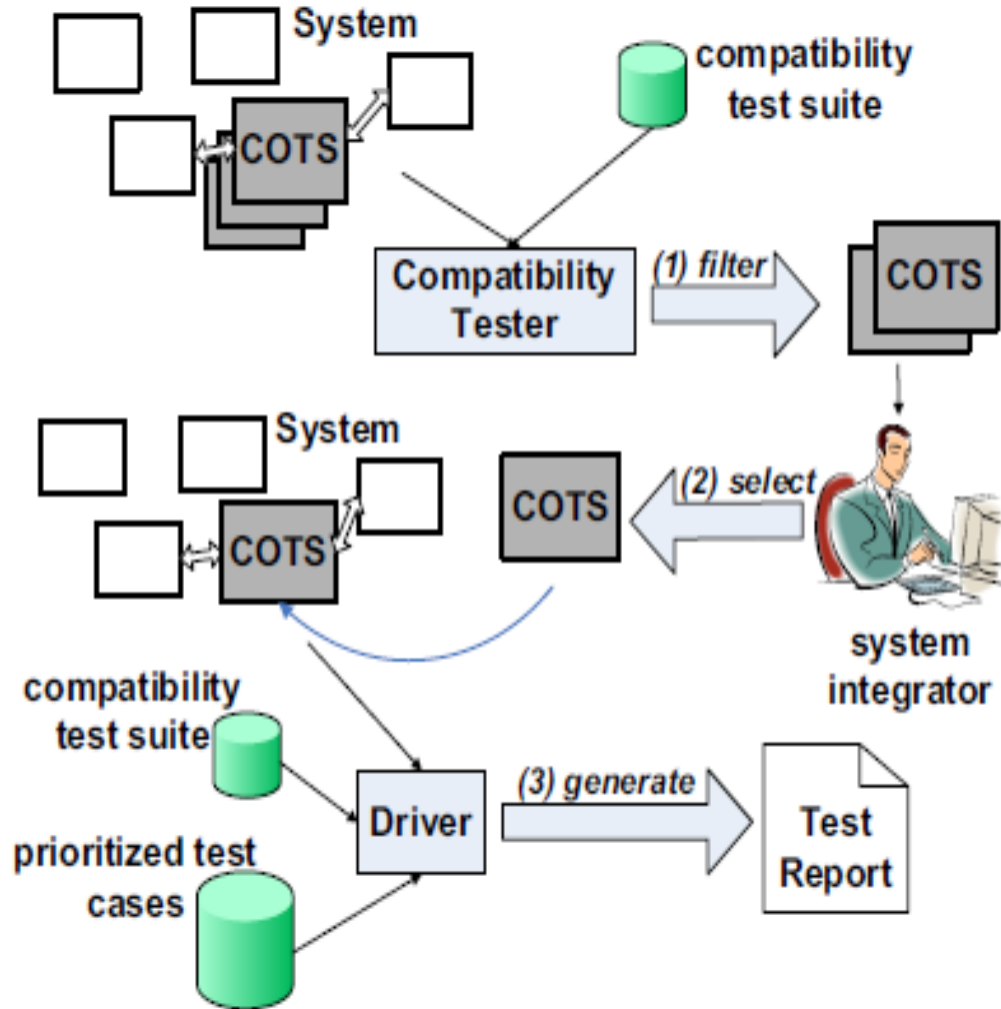 System
compatibility
test suite
COTS
Compatibility
Tester
(1) filter
COTS
System
COTS
COTS
(2) select
system
integrator
compatibility
test suite
prioritized test
cases
Driver
(3) generate
Test
Report